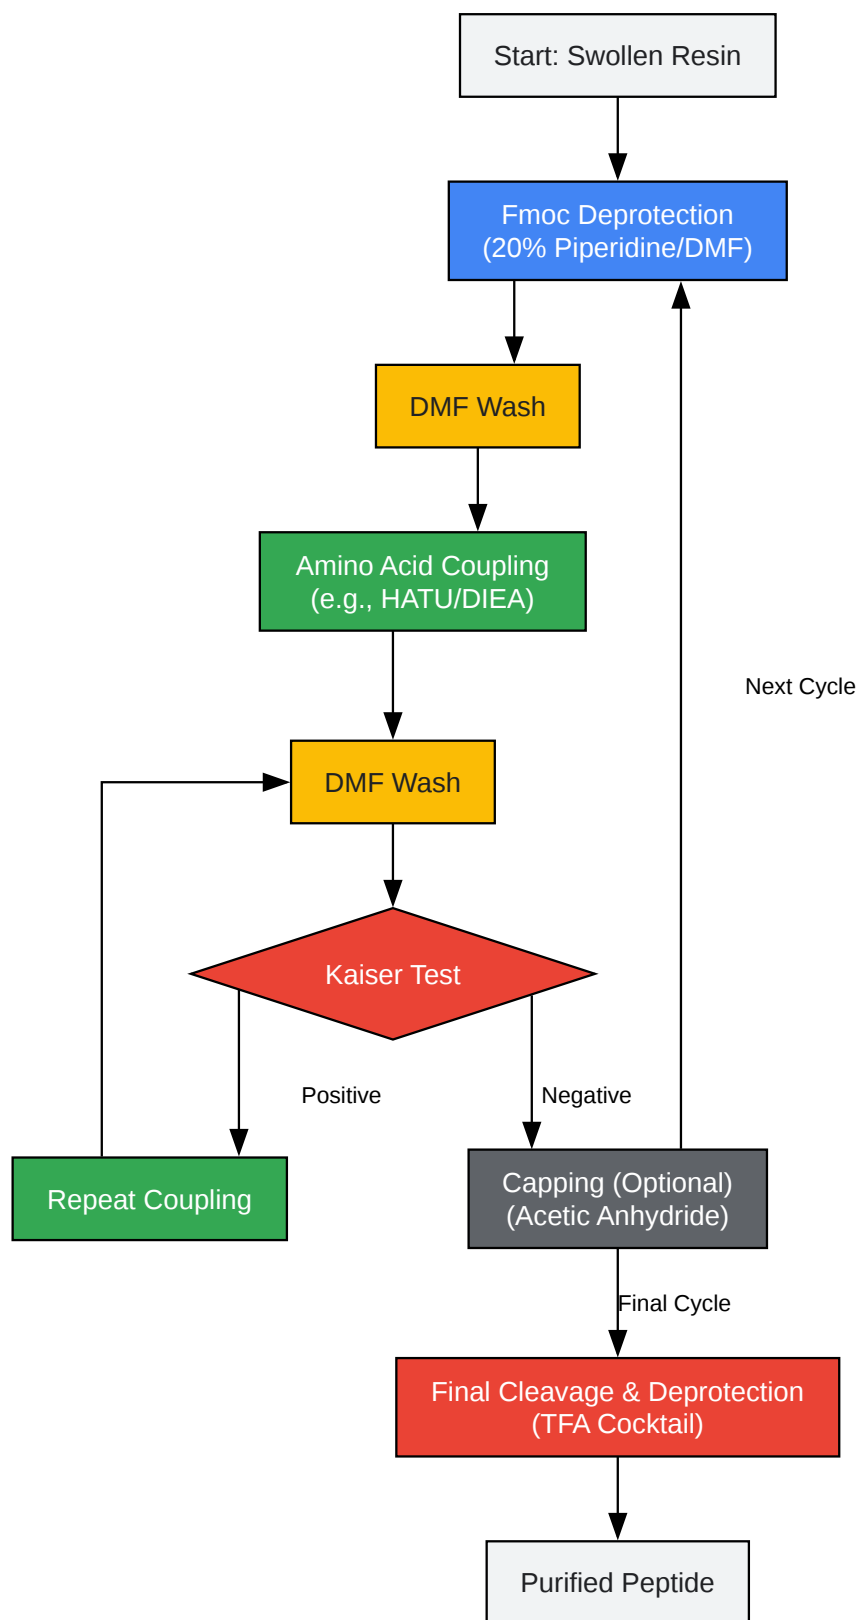 Start: Swollen Resin
Fmoc Deprotection
(20% Piperidine/DMF)
DMF Wash
Amino Acid Coupling
(e.g., HATU/DIEA)
Next Cycle
DMF Wash
Kaiser Test
Positive
Negative
Repeat Coupling
Capping (Optional)
(Acetic Anhydride)
Final Cycle
Final Cleavage & Deprotection
(TFA Cocktail)
Purified Peptide